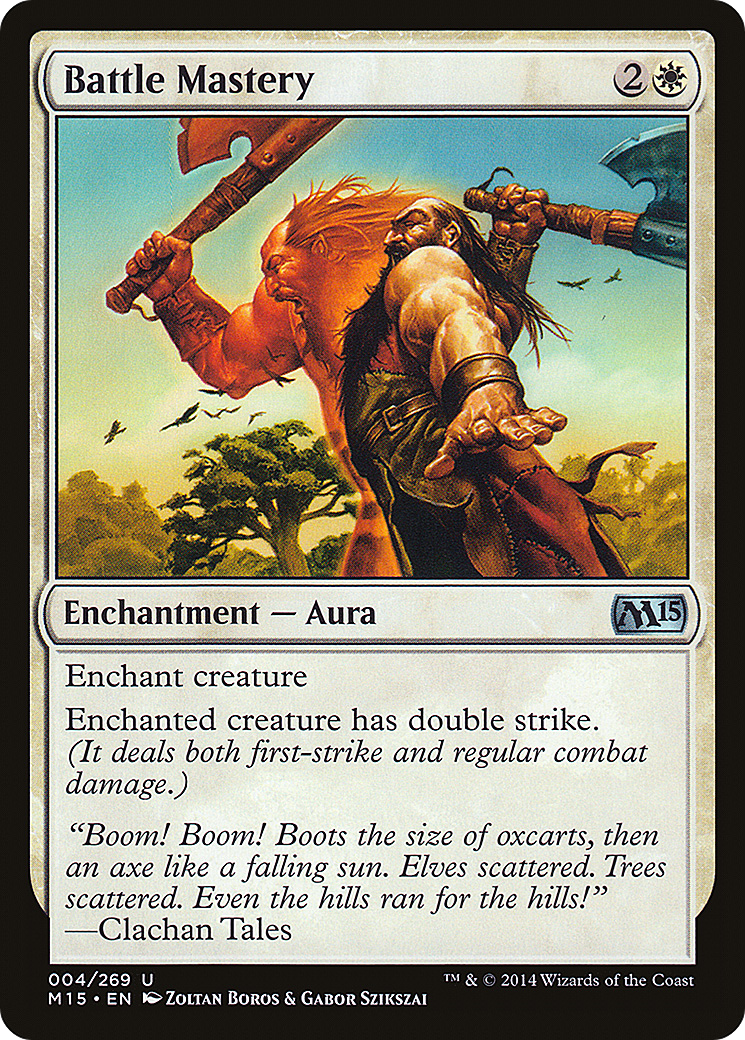 Battle Mastery 2
Enchantment — Aura M15
Enchant creature
Enchanted creature has double strike.
(It deals both first-strike and regular combat
damage.)
“Boom! Boom! Boots the size of oxcarts, then
an axe like a falling sun. Elves scattered. Trees
scattered. Even the hills ran for the hills!”
—Clachan Tales
004/269 U ™ & © 2014 Wizards of the Coast
M15 • EN ZOLTAN BOROS & GABOR SZIKSZAI